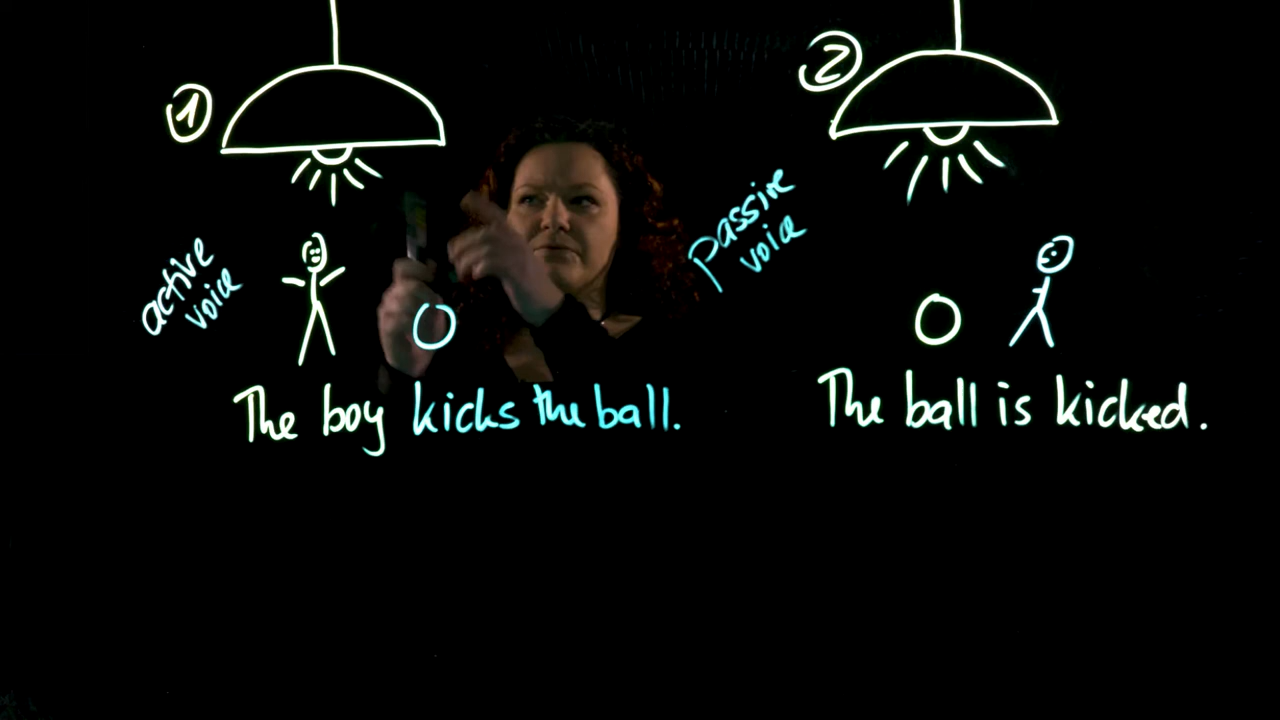 1
active
voice
The boy kicks the ball.
2
passive
voice
The ball is kicked.